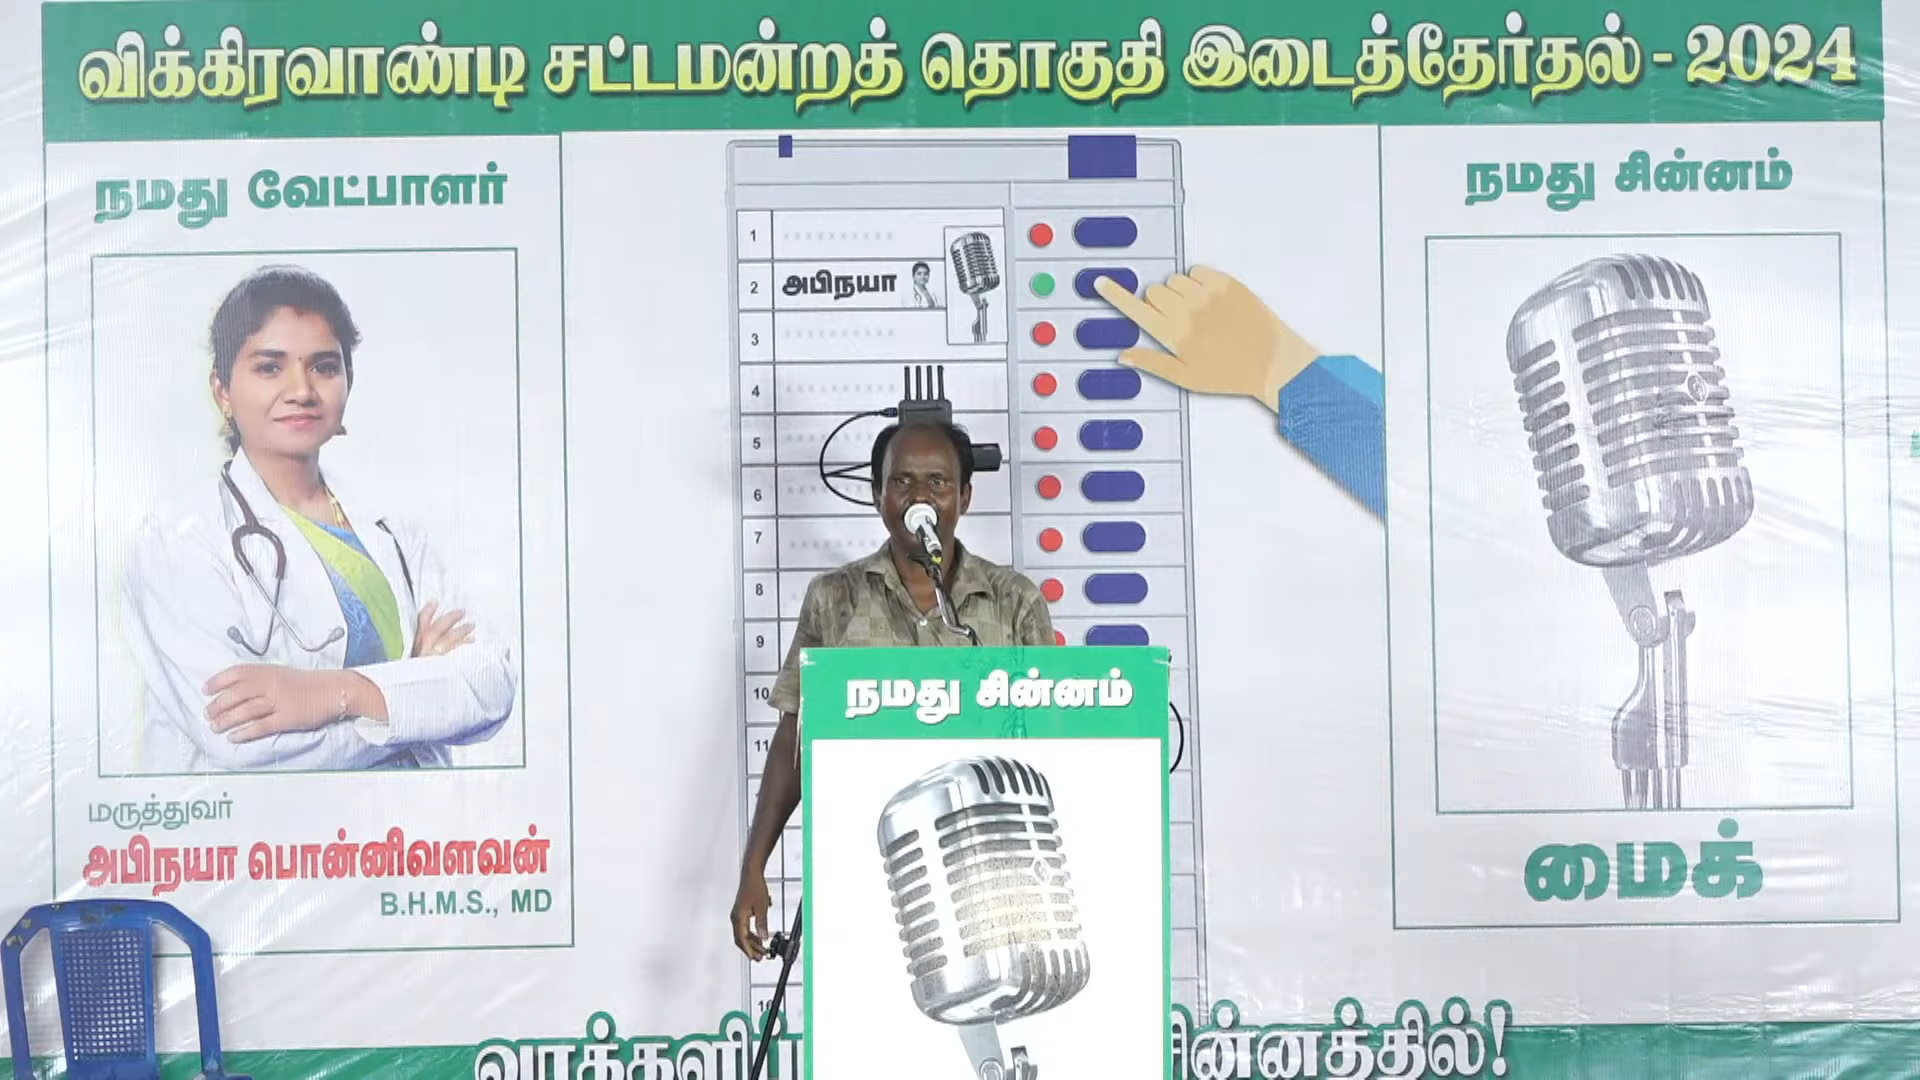 விக்கிரவாண்டி சட்டமன்றத் தொகுதி இடைத்தேர்தல் - 2024
நமது வேட்பாளர்
மருத்துவர்
அபிநயா பொன்னிவளவன்
B.H.M.S., MD
1
2 அபிநயா
3
4
5
6
7
8
9
10
11
நமது சின்னம்
மைக்
நமது சின்னம்